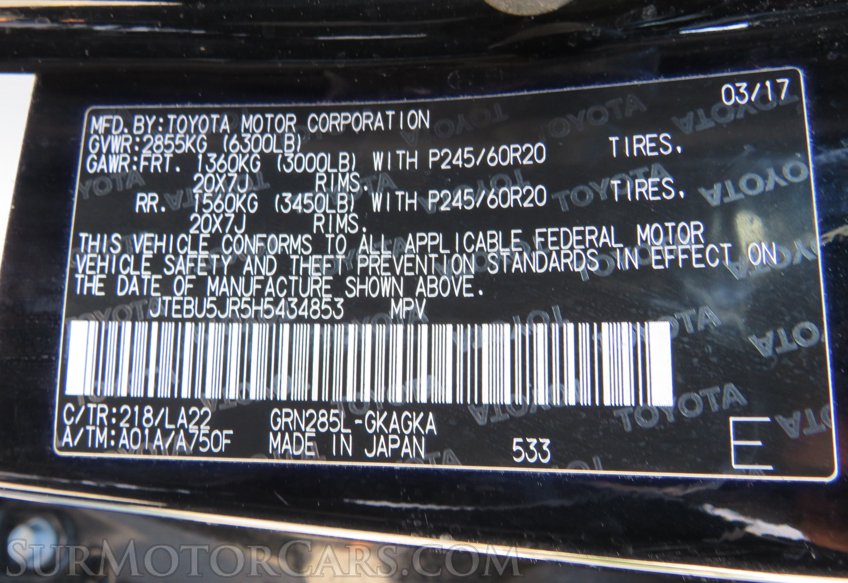 03/17
MFD.BY:TOYOTA MOTOR CORPORATION
GVWR:2855KG (6300LB)
GAWR:FRT. 1360KG (3000LB) WITH P245/60R20 TIRES,
20X7J RIMS.
RR. 1560KG (3450LB) WITH P245/60R20 TIRES,
20X7J RIMS.
THIS VEHICLE CONFORMS TO ALL APPLICABLE FEDERAL MOTOR
VEHICLE SAFETY AND THEFT PREVENTION STANDARDS IN EFFECT ON
THE DATE OF MANUFACTURE SHOWN ABOVE.
JTEBU5JR5H5434853 MPV
C/TR:218/LA22 GRN285L-GKAGKA
A/TM:A01A/A750F MADE IN JAPAN 533 E
SurMotorCars.com